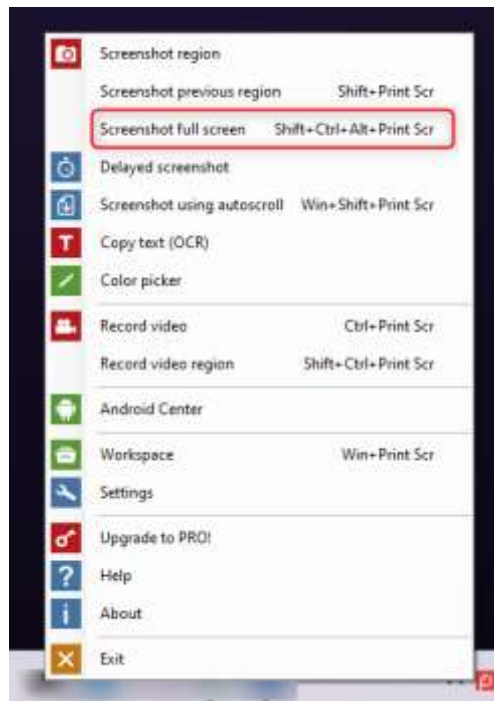 Screenshot region
Screenshot previous region Shift+Print Scr
Screenshot full screen Shift+Ctrl+Alt+Print Scr
Delayed screenshot
Screenshot using autoscroll Win+Shift+Print Scr
T Copy text (OCR)
Color picker
Record video Ctrl+Print Scr
Record video region Shift+Ctrl+Print Scr
Android Center
Workspace Win+Print Scr
Settings
Upgrade to PRO!
? Help
i About
Exit